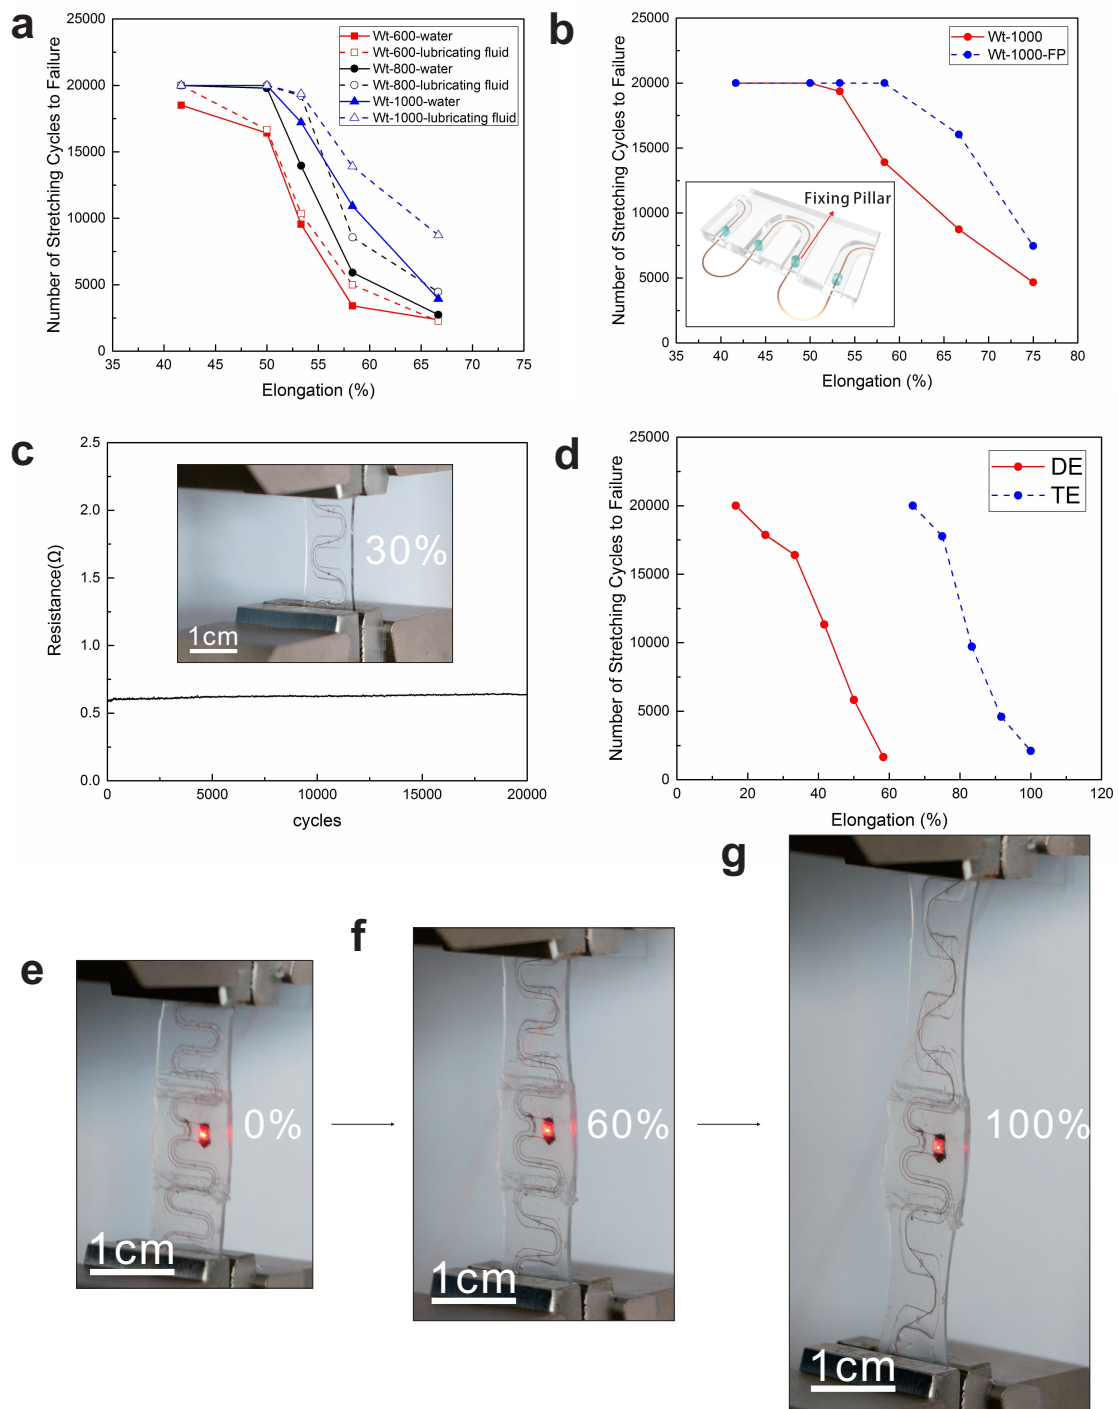 a
25000
20000
15000
10000
5000
0
35 40 45 50 55 60 65 70 75
Number of Stretching Cycles to Failure
Elongation (%)
Wt-600-water
Wt-600-lubricating fluid
Wt-800-water
Wt-800-lubricating fluid
Wt-1000-water
Wt-1000-lubricating fluid
b
25000
20000
15000
10000
5000
0
35 40 45 50 55 60 65 70 75 80
Number of Stretching Cycles to Failure
Elongation (%)
Wt-1000
Wt-1000-FP
Fixing Pillar
c
2.5
2.0
1.5
1.0
0.5
0.0
0 5000 10000 15000 20000
Resistance(Ω)
cycles
30%
1cm
d
25000
20000
15000
10000
5000
0
0 20 40 60 80 100 120
Number of Stretching Cycles to Failure
Elongation (%)
DE
TE
e
0%
1cm
f
60%
1cm
g
100%
1cm